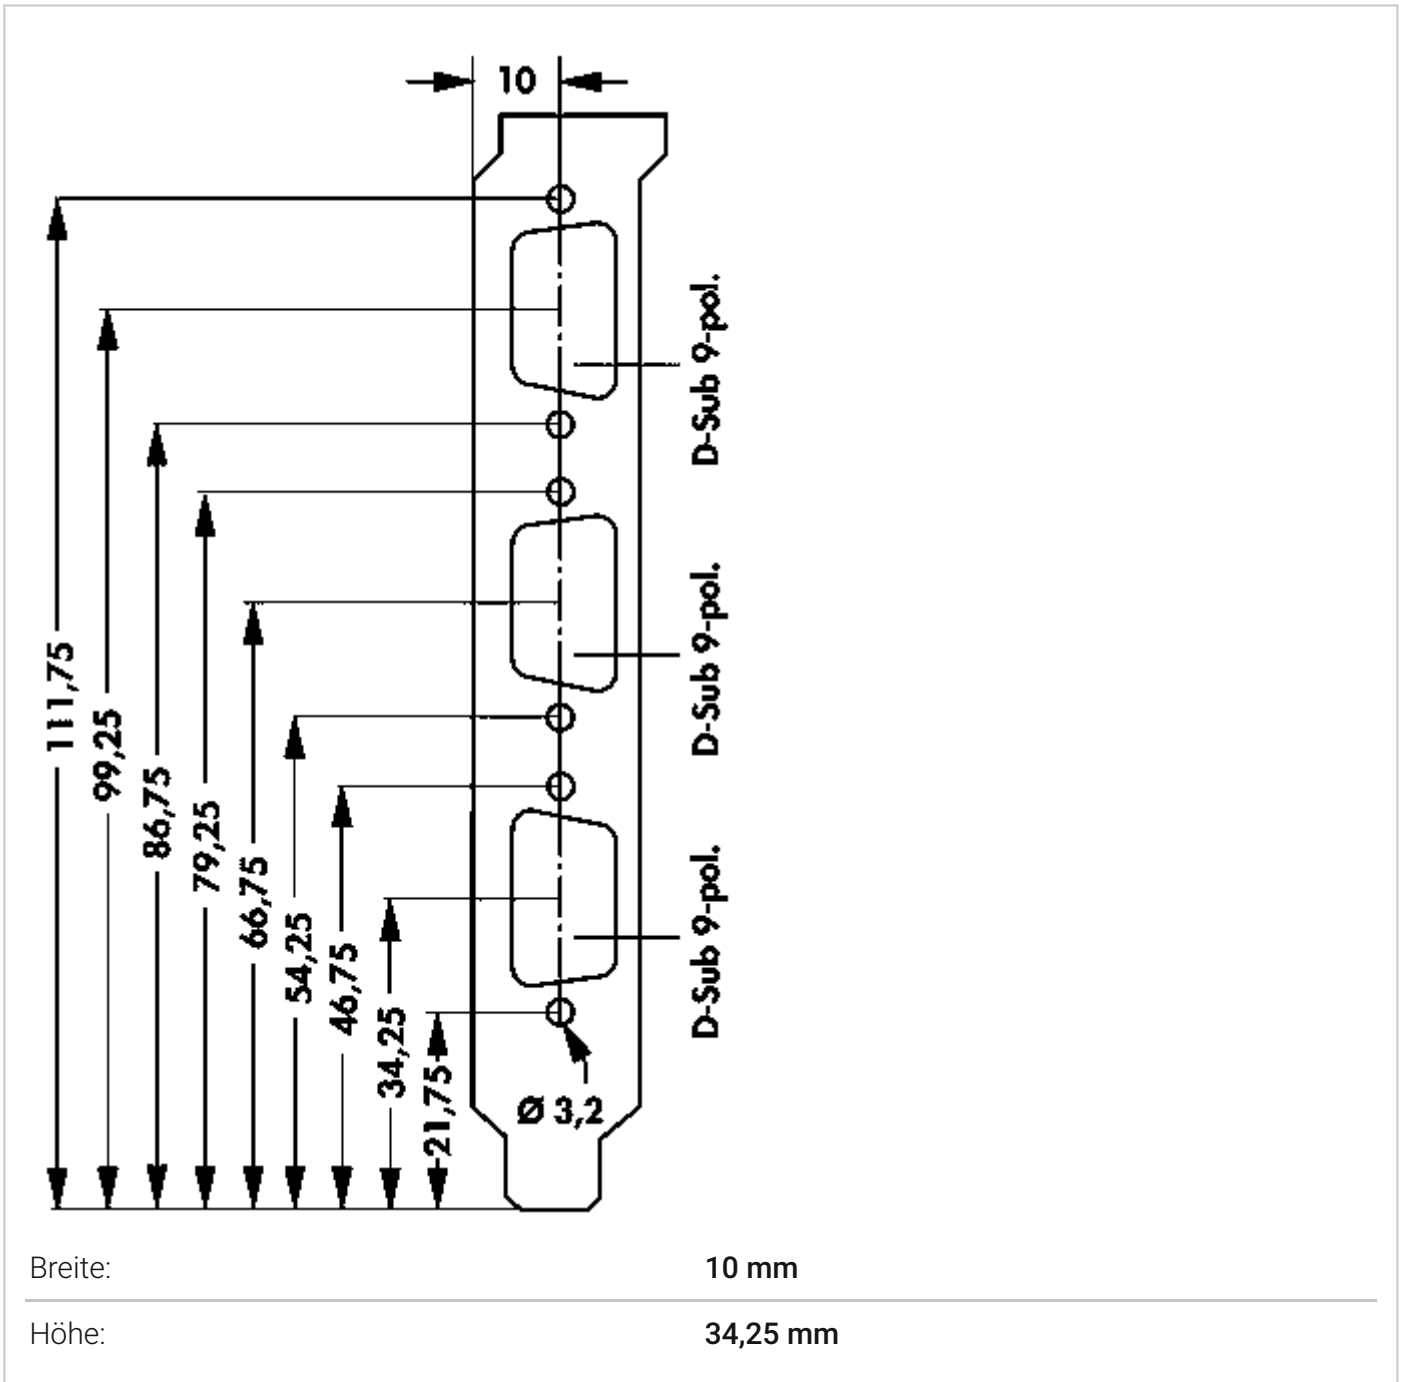 10
D-Sub 9-pol.
D-Sub 9-pol.
D-Sub 9-pol.
111,75
99,25
86,75
79,25
66,75
54,25
46,75
34,25
21,75
Ø 3,2
Breite: 10 mm
Höhe: 34,25 mm